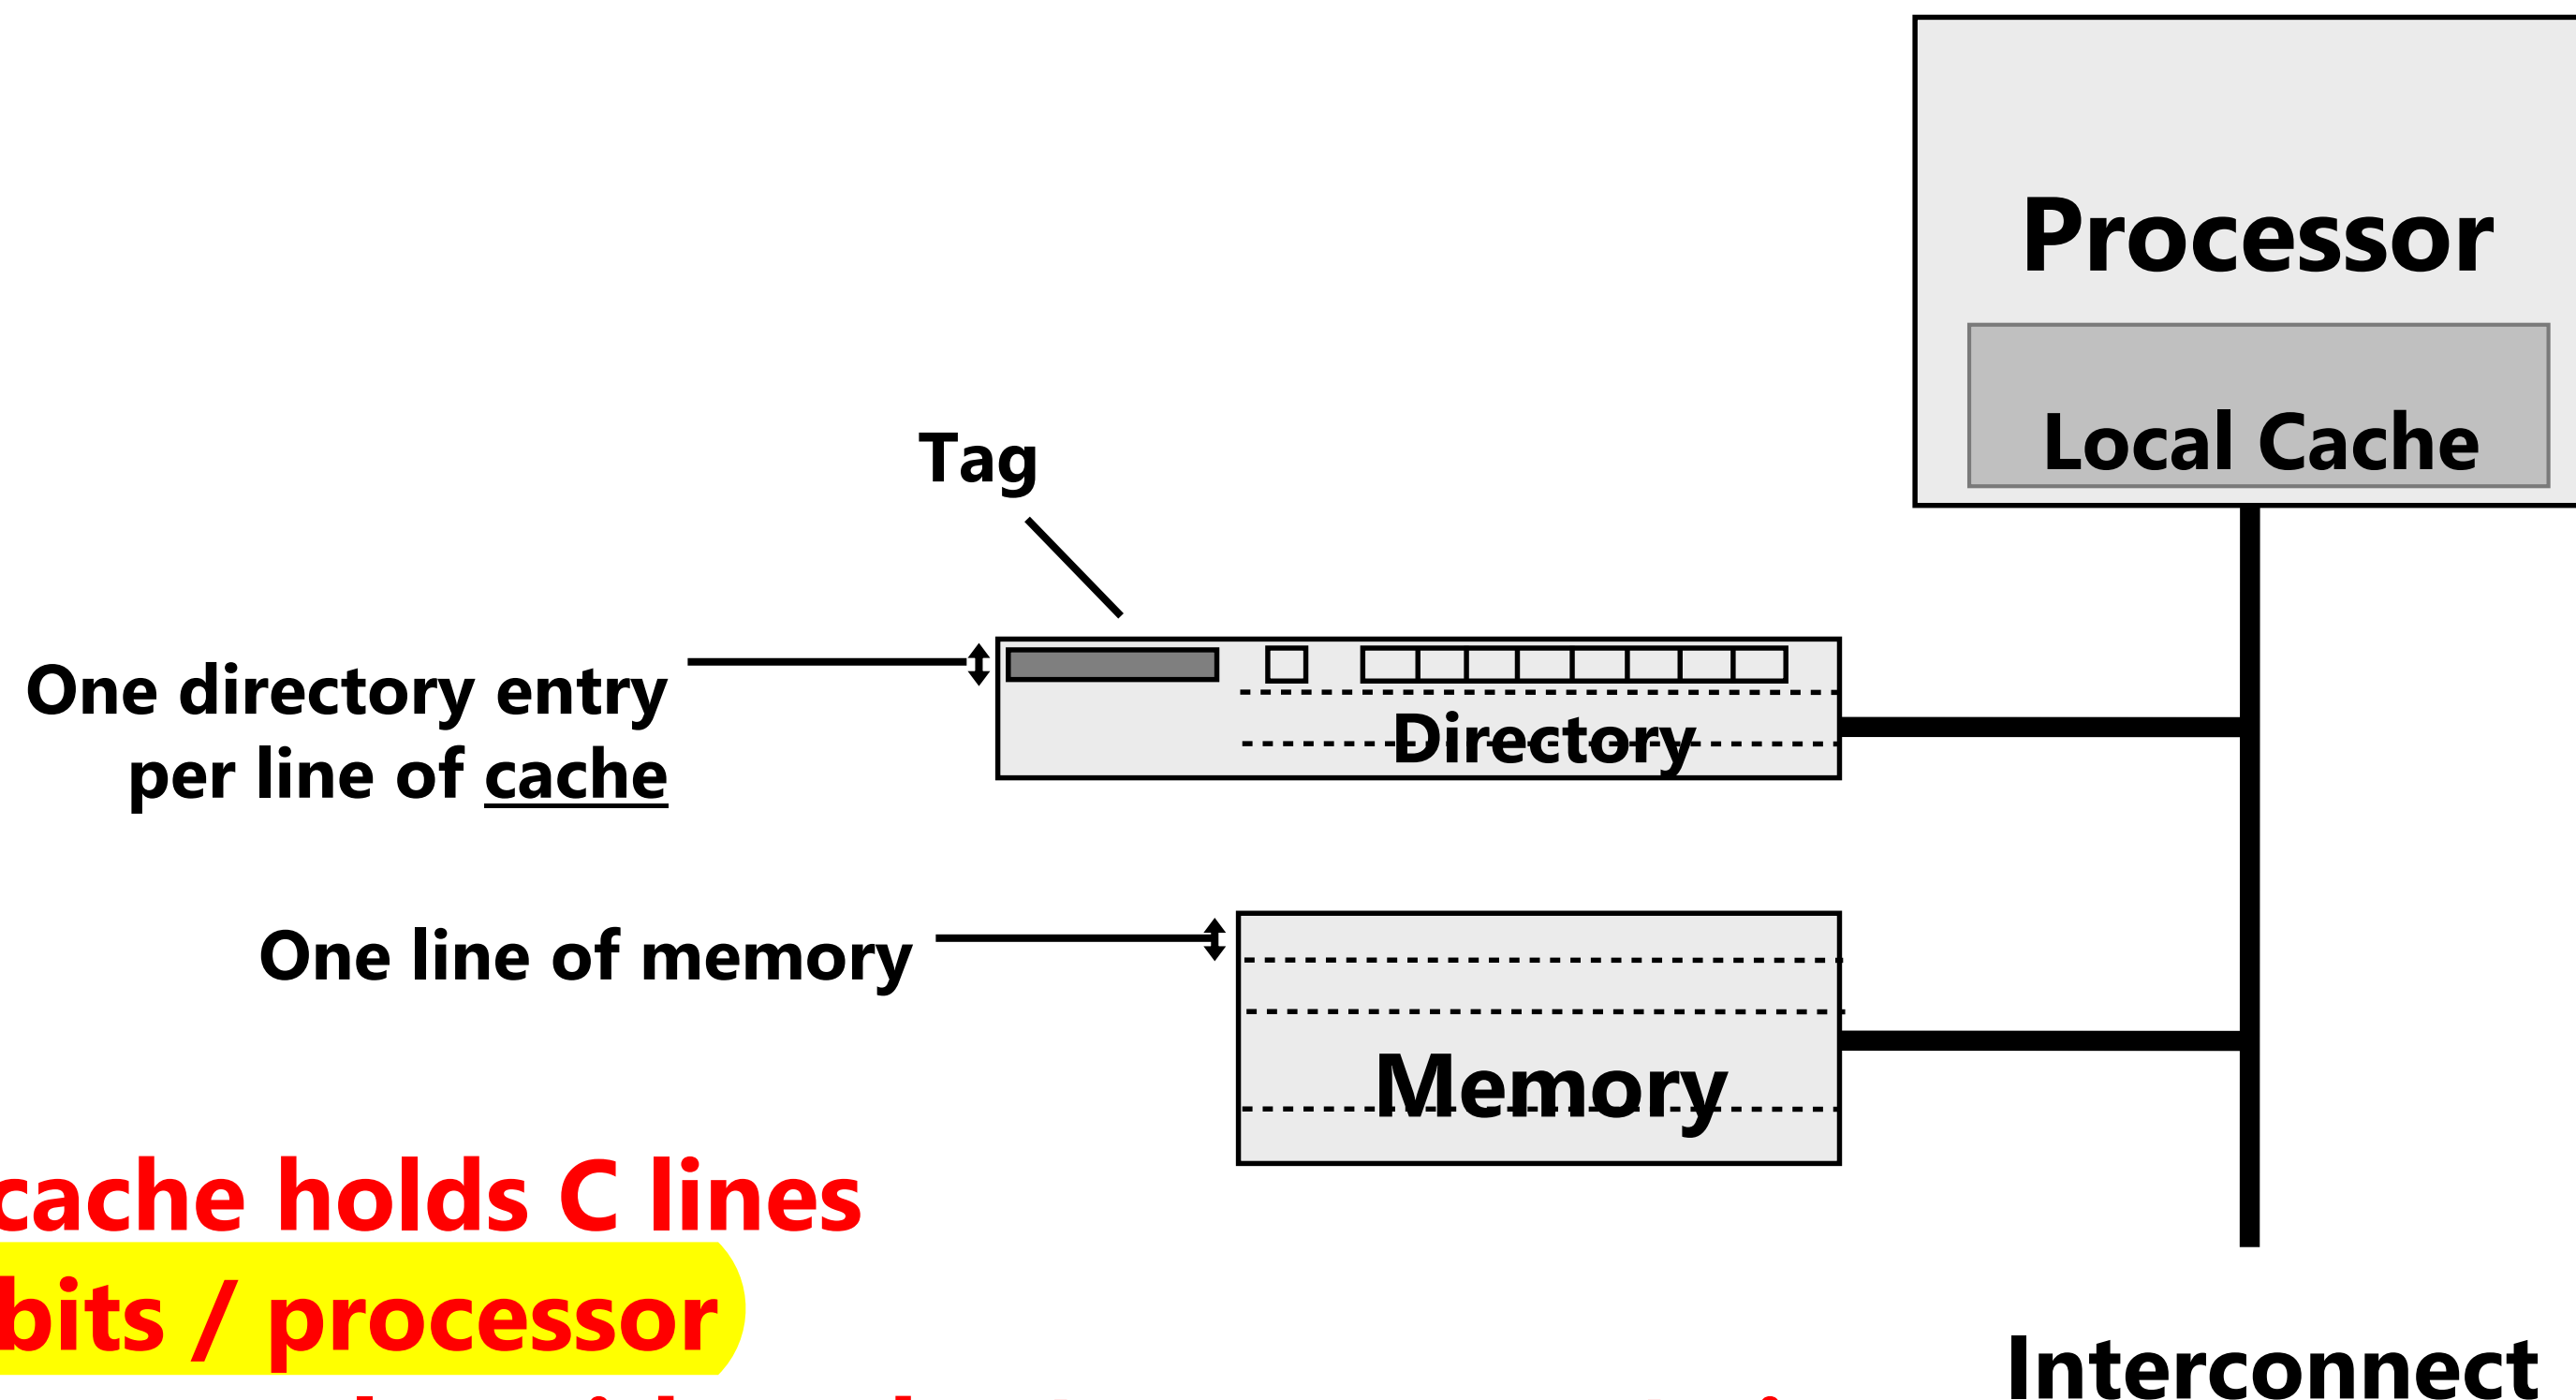 Processor
Local Cache
Tag
One directory entry
per line of cache
Directory
One line of memory
Memory
cache holds C lines
bits / processor
Interconnect